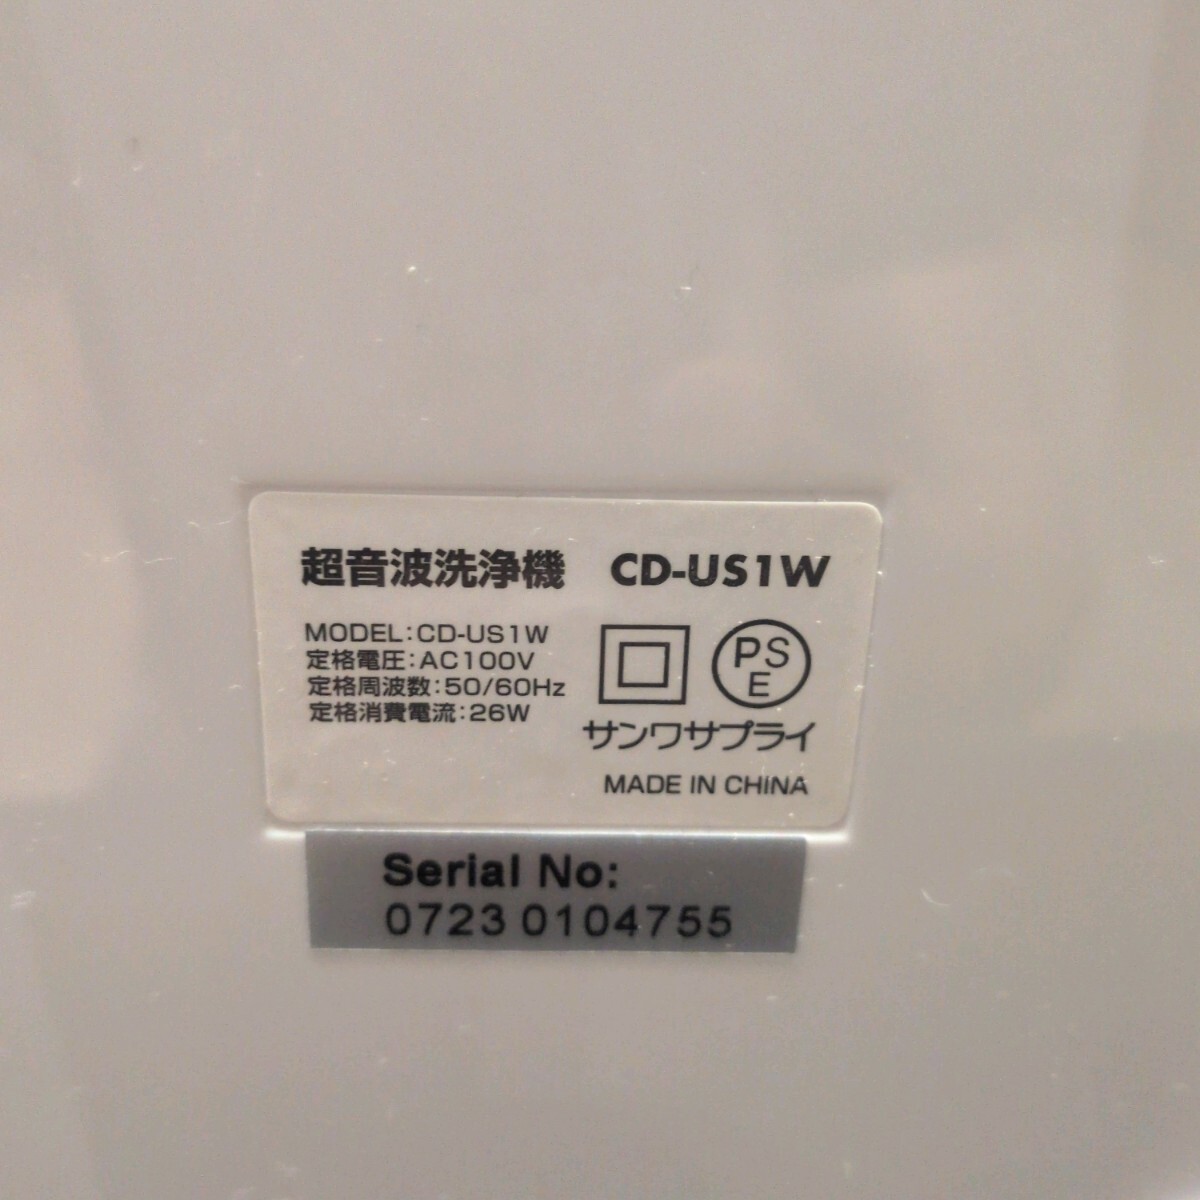 超音波洗浄機 CD-US1W
MODEL:CD-US1W
定格電圧:AC100V
定格周波数:50/60Hz
定格消費電流:26W
PS
E
サンワサプライ
MADE IN CHINA
Serial No:
0723 0104755